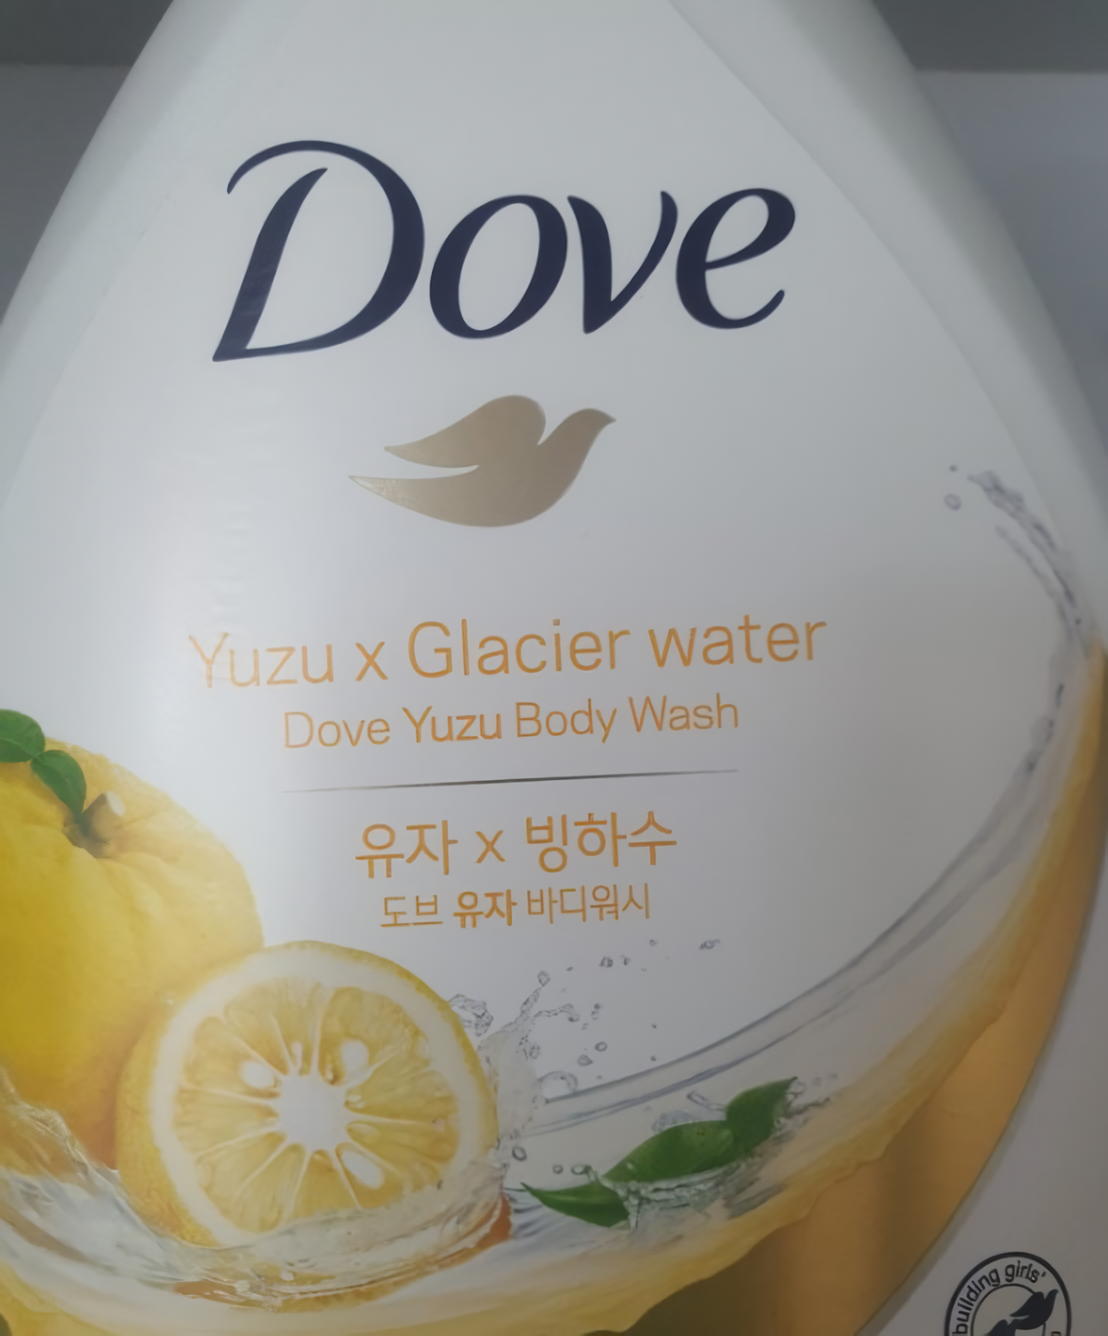 Dove
Yuzu x Glacier water
Dove Yuzu Body Wash
유자 x 빙하수
도브 유자 바디워시
building girls'